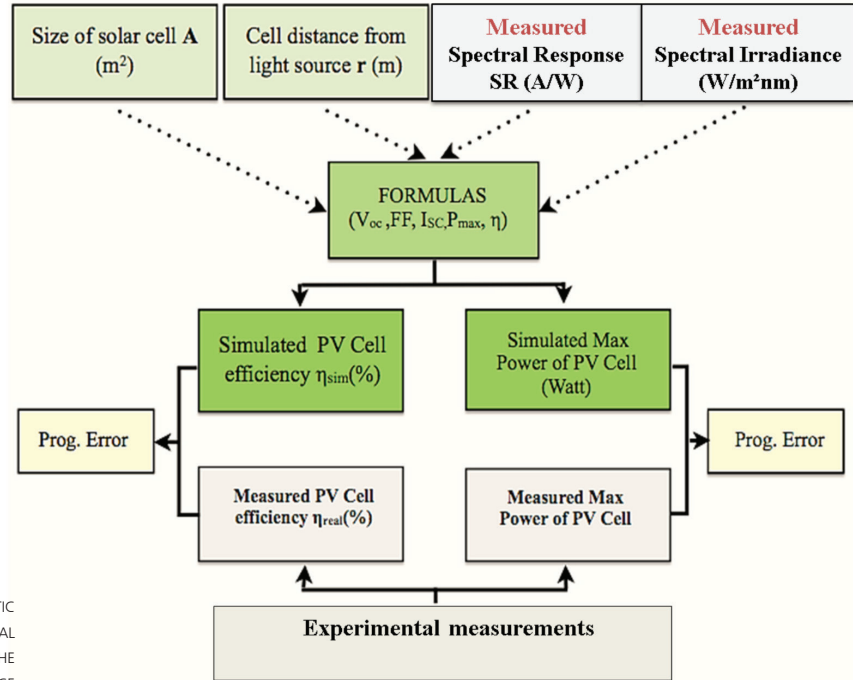 Size of solar cell A
(m²)
Cell distance from
light source r (m)
Measured
Spectral Response
SR (A/W)
Measured
Spectral Irradiance
(W/m²nm)
FORMULAS
(Voc ,FF, ISC,Pmax, η)
Simulated PV Cell
efficiency ηsim(%)
Simulated Max
Power of PV Cell
(Watt)
Prog. Error
Prog. Error
Measured PV Cell
efficiency ηreal(%)
Measured Max
Power of PV Cell
Experimental measurements
TIC
AL
HE